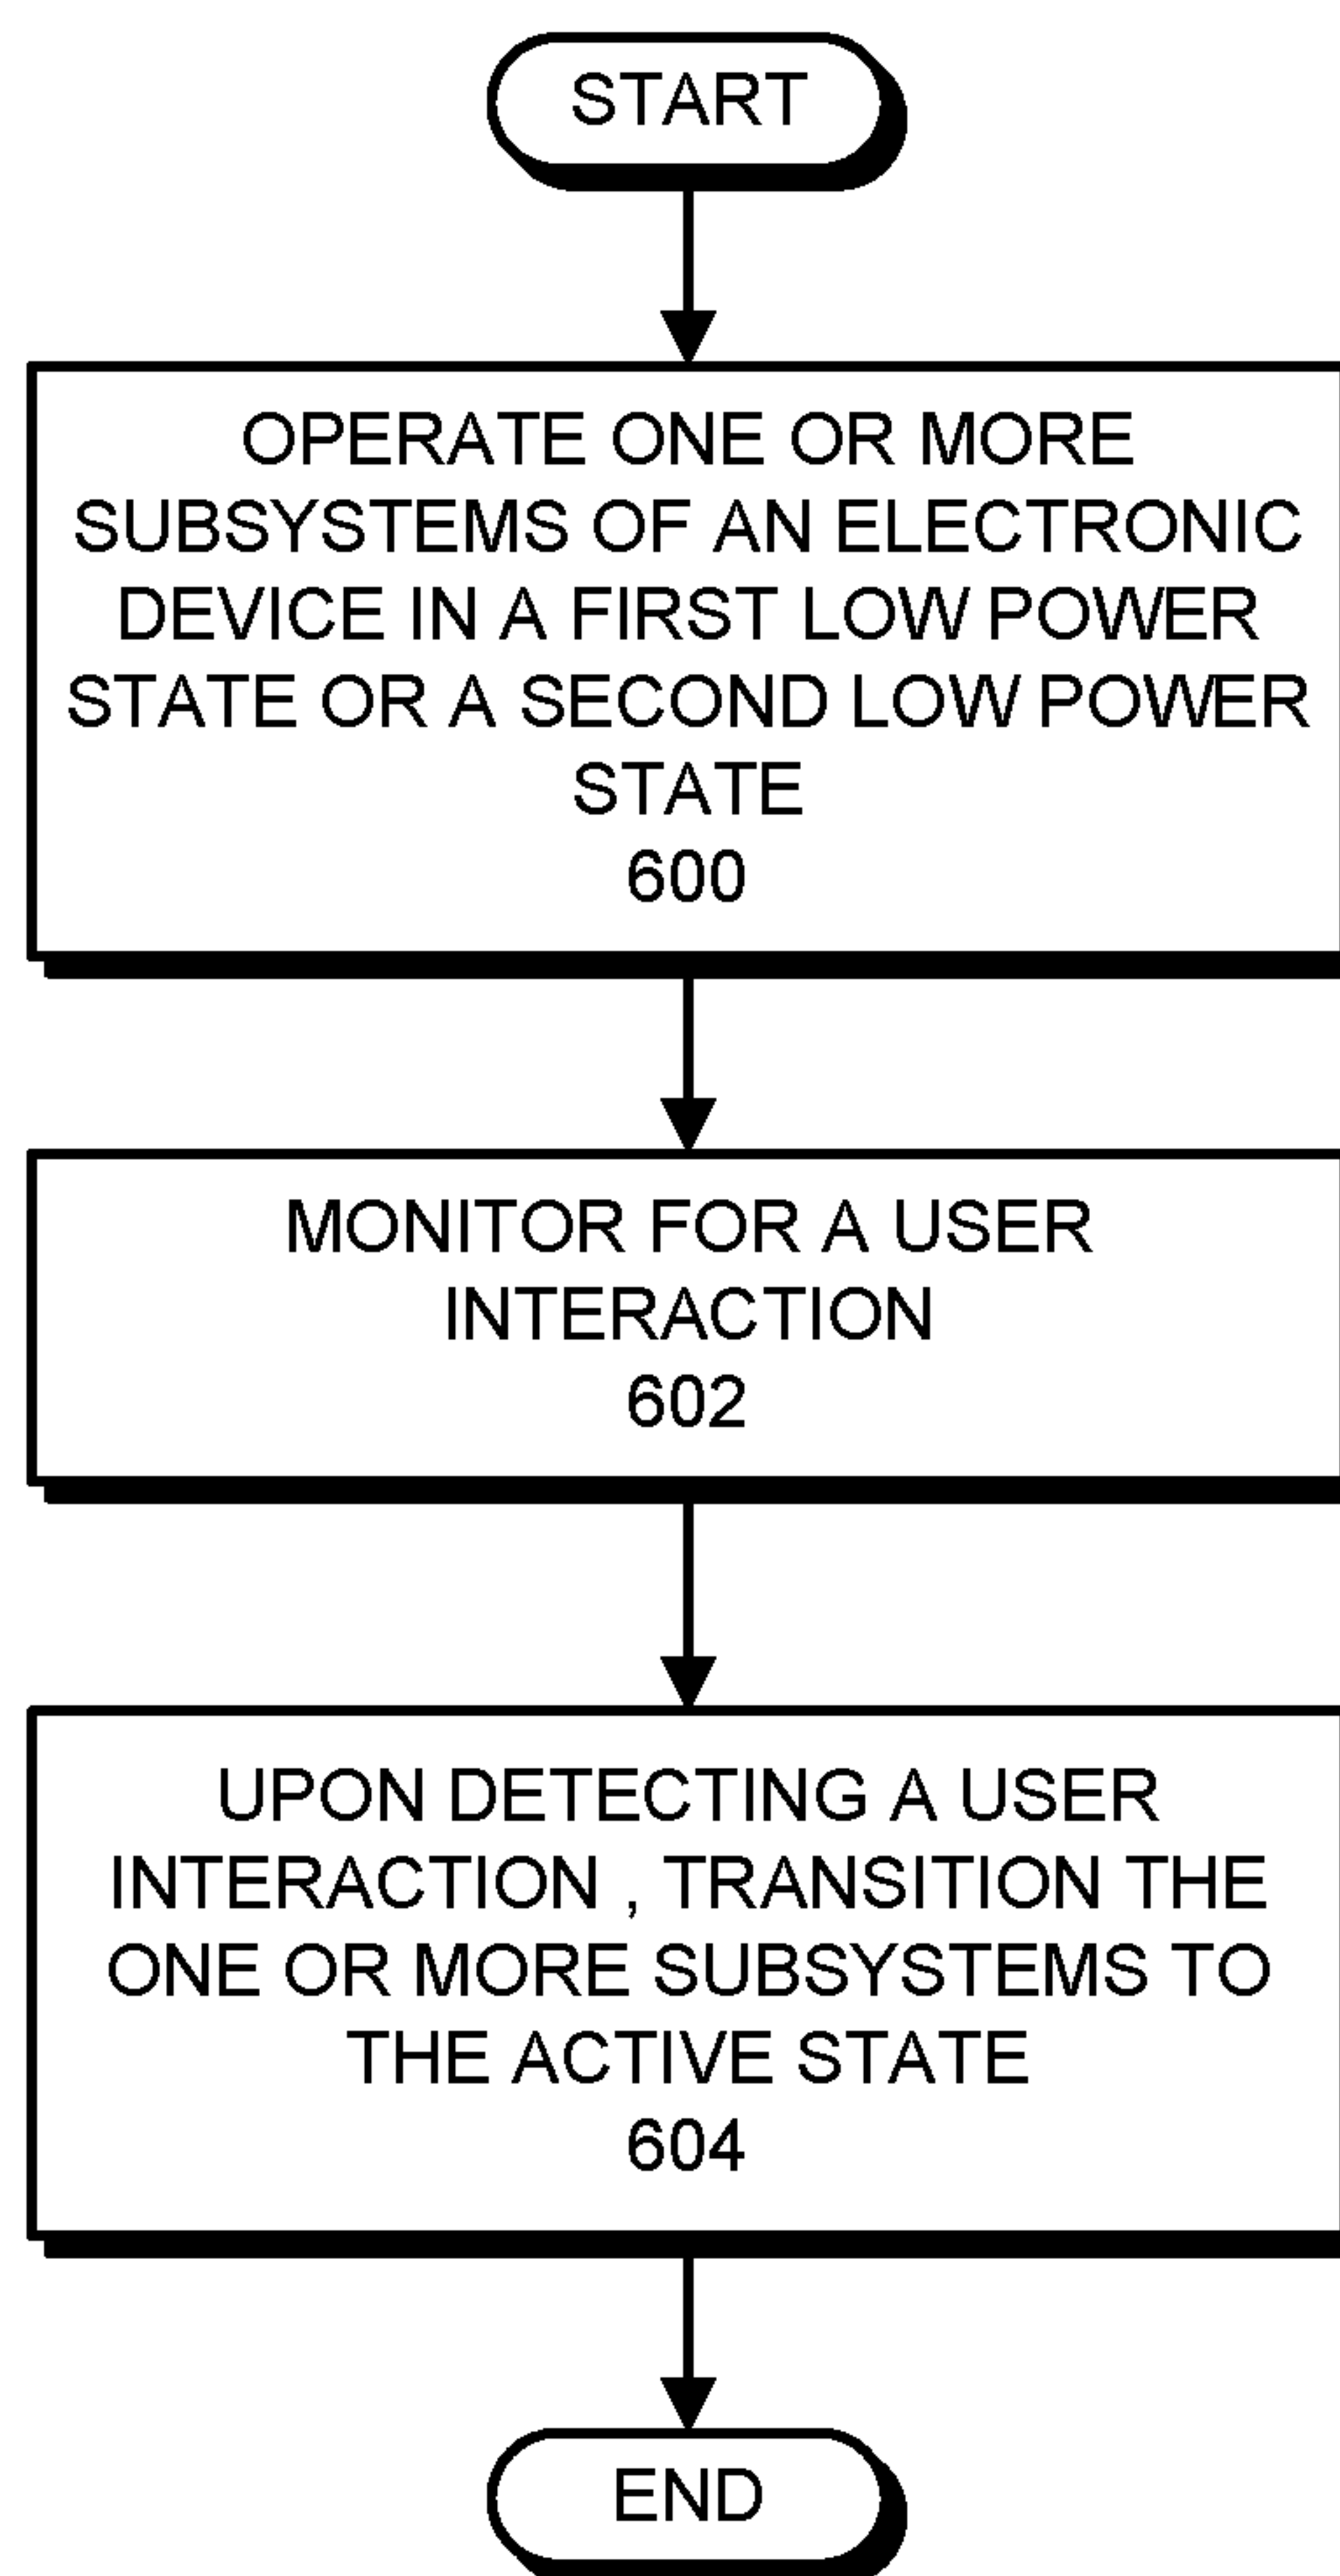 START
OPERATE ONE OR MORE
SUBSYSTEMS OF AN ELECTRONIC
DEVICE IN A FIRST LOW POWER
STATE OR A SECOND LOW POWER
STATE
600
MONITOR FOR A USER
INTERACTION
602
UPON DETECTING A USER
INTERACTION , TRANSITION THE
ONE OR MORE SUBSYSTEMS TO
THE ACTIVE STATE
604
END